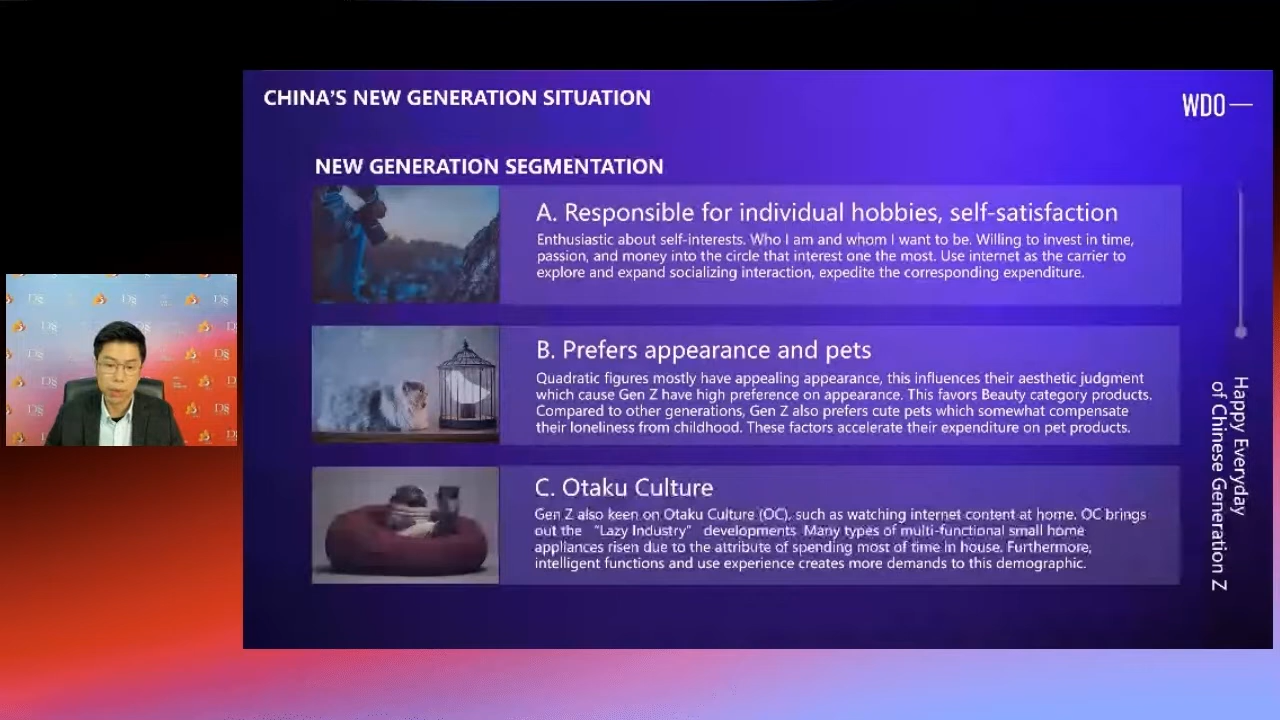 CHINA'S NEW GENERATION SITUATION
WDO—
NEW GENERATION SEGMENTATION
A. Responsible for individual hobbies, self-satisfaction
Enthusiastic about self-interests. Who I am and whom I want to be. Willing to invest in time,
passion, and money into the circle that interest one the most. Use internet as the carrier to
explore and expand socializing interaction, expedite the corresponding expenditure.
B. Prefers appearance and pets
Quadratic figures mostly have appealing appearance, this influences their aesthetic judgment
which cause Gen Z have high preference on appearance. This favors Beauty category products.
Compared to other generations, Gen Z also prefers cute pets which somewhat compensate
their loneliness from childhood. These factors accelerate their expenditure on pet products.
C. Otaku Culture
Gen Z also keen on Otaku Culture (OC), such as watching internet content at home. OC brings
out the “Lazy Industry” developments. Many types of multi-functional small home
appliances risen due to the attribute of spending most of time in house. Furthermore,
intelligent functions and use experience creates more demands to this demographic.
Happy Everyday
of Chinese Generation Z